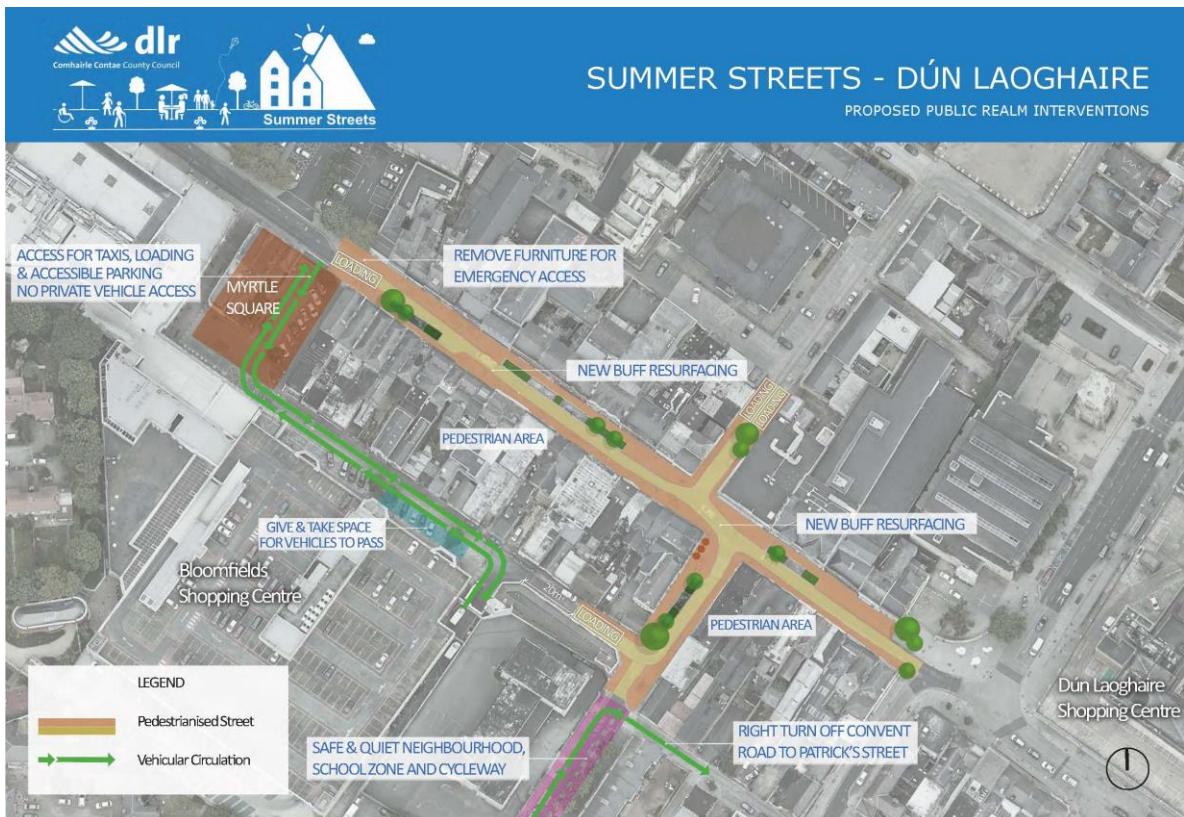 dlr
Comhairle Contae County Council
Summer Streets
SUMMER STREETS - DÚN LAOGHAIRE
PROPOSED PUBLIC REALM INTERVENTIONS
ACCESS FOR TAXIS, LOADING
& ACCESSIBLE PARKING
NO PRIVATE VEHICLE ACCESS
MYRTLE
SQUARE
LOADING
REMOVE FURNITURE FOR
EMERGENCY ACCESS
NEW BUFF RESURFACING
LOADING
LOADING
PEDESTRIAN AREA
NEW BUFF RESURFACING
GIVE & TAKE SPACE
FOR VEHICLES TO PASS
Bloomfields
Shopping Centre
20m
LOADING
PEDESTRIAN AREA
Dún Laoghaire
Shopping Centre
LEGEND
Pedestrianised Street
Vehicular Circulation
SAFE & QUIET NEIGHBOURHOOD,
SCHOOL ZONE AND CYCLEWAY
RIGHT TURN OFF CONVENT
ROAD TO PATRICK'S STREET